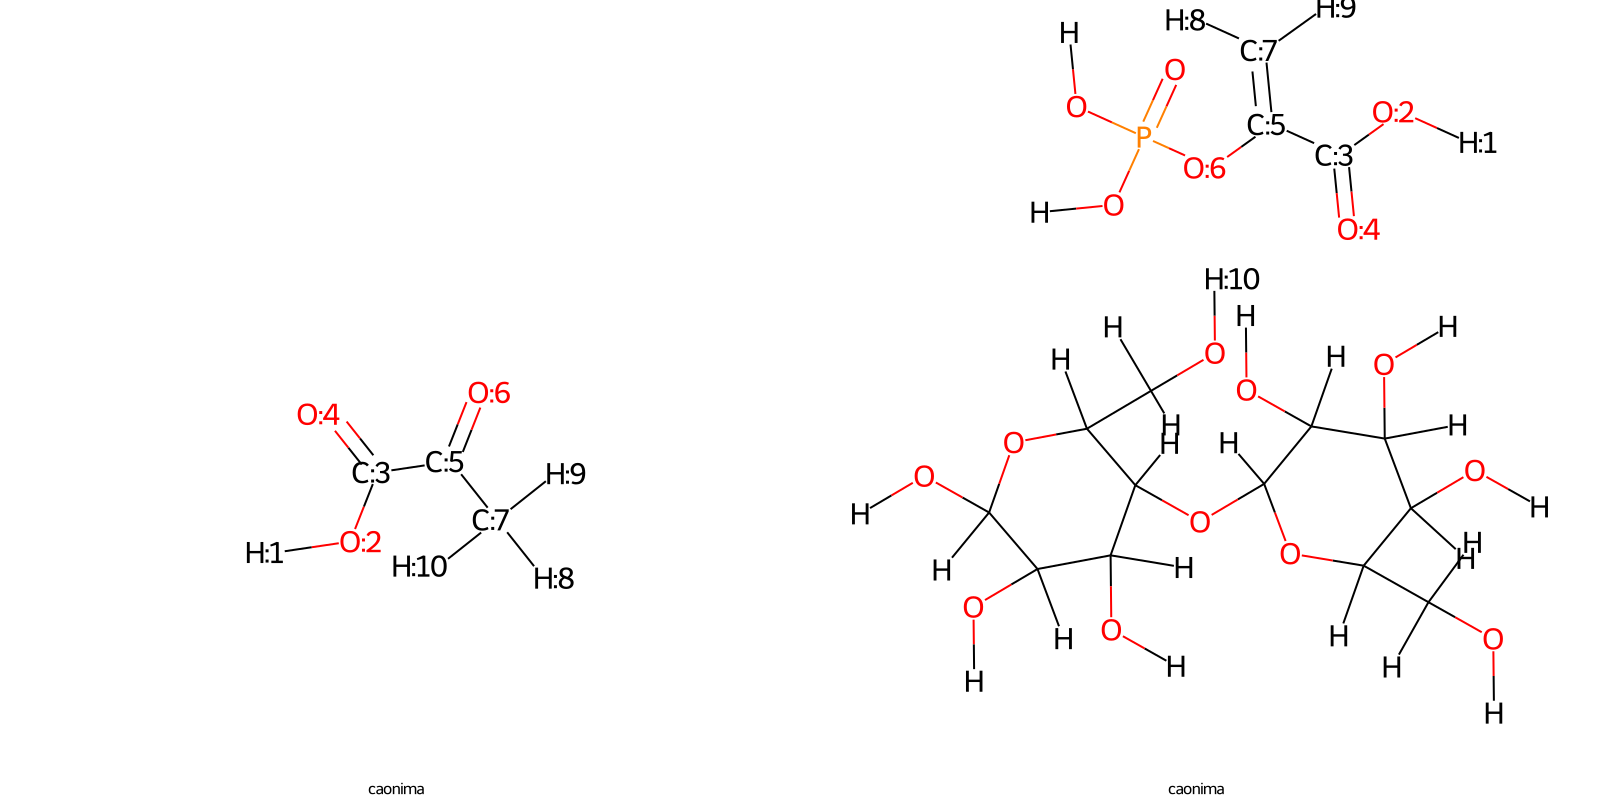 H:8 H:9
H C:7
O
O O:2
C:5 H:1
P C:3
O:6
H O O:4
H:10
H H H
H H O O
O:6 H
O:4 O H
H O H
C:5 H H
C:3 H:9 O O
H O H
C:7 O
O:2 H
H:1 H:10 O H
H:8 H H
H
O O H O
H H
H
H H
caonima caonima